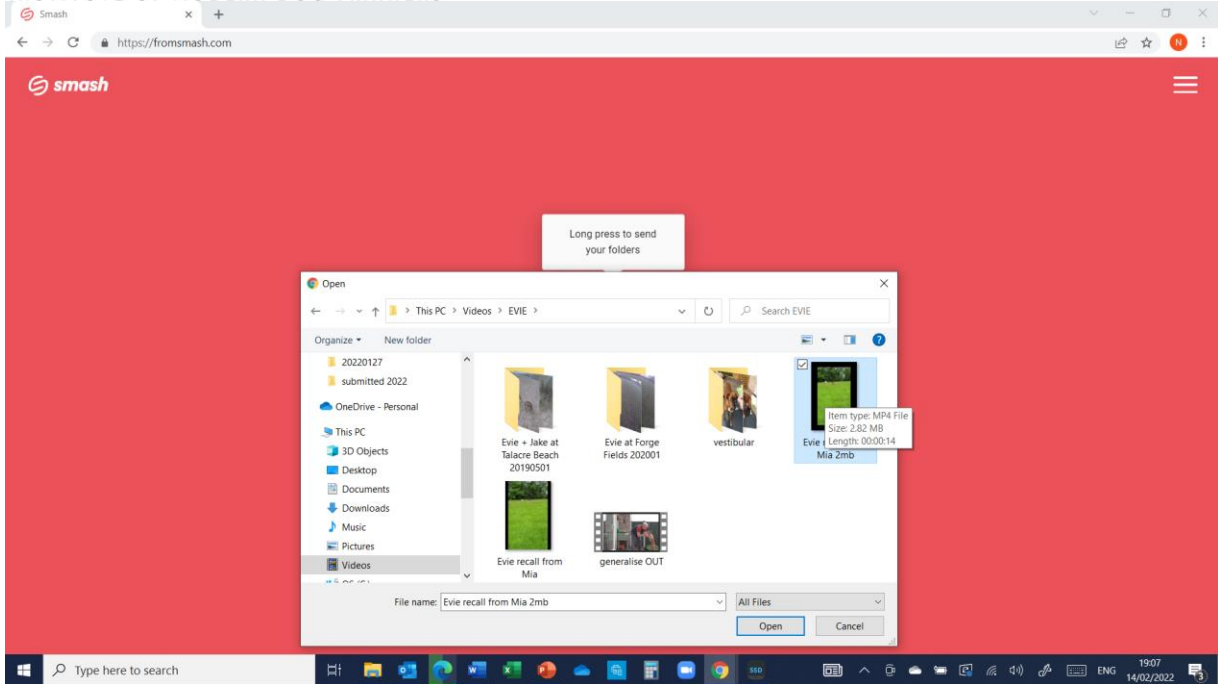 Smash
https://fromsmash.com
N
smash
Long press to send
your folders
Open
This PC > Videos > EVIE >
Search EVIE
Organize
New folder
?
20220127
submitted 2022
OneDrive - Personal
This PC
3D Objects
Desktop
Documents
Downloads
Music
Pictures
Videos
Evie + Jake at
Talacre Beach
20190501
Evie at Forge
Fields 202001
vestibular
Evie
Mia 2mb
Item type: MP4 File
Size: 2.82 MB
Length: 00:00:14
Evie recall from
Mia
generalise OUT
File name:
Evie recall from Mia 2mb
All Files
Open
Cancel
Type here to search
SSD
ENG
19:07
14/02/2022
3